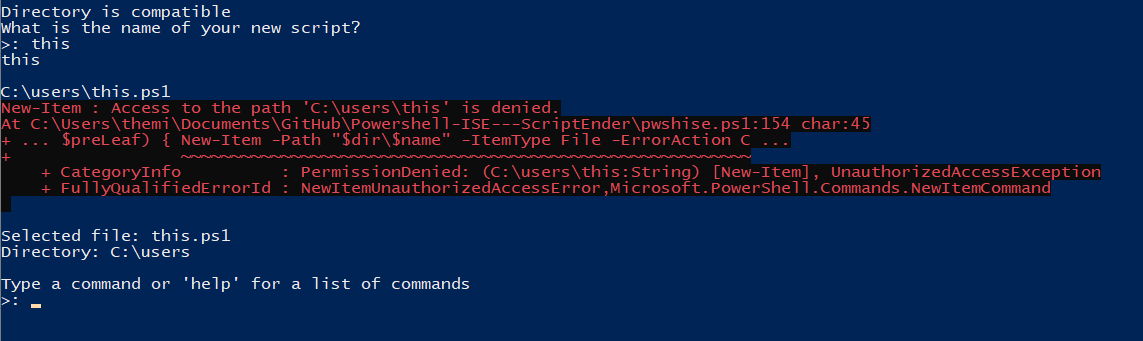 Directory is compatible
What is the name of your new script?
>: this
this
C:\users\this.ps1
New-Item : Access to the path 'C:\users\this' is denied.
At C:\Users\themi\Documents\GitHub\Powershell-ISE---ScriptEnder\pwshise.ps1:154 char:45
+ ... $preLeaf) { New-Item -Path "$dir\$name" -ItemType File -ErrorAction C ...
+                 ~~~~~~~~~~~~~~~~~~~~~~~~~~~~~~~~~~~~~~~~~~~~~~~~~~~~~~~~~
    + CategoryInfo          : PermissionDenied: (C:\users\this:String) [New-Item], UnauthorizedAccessException
    + FullyQualifiedErrorId : NewItemUnauthorizedAccessError,Microsoft.PowerShell.Commands.NewItemCommand
Selected file: this.ps1
Directory: C:\users
Type a command or 'help' for a list of commands
>: _